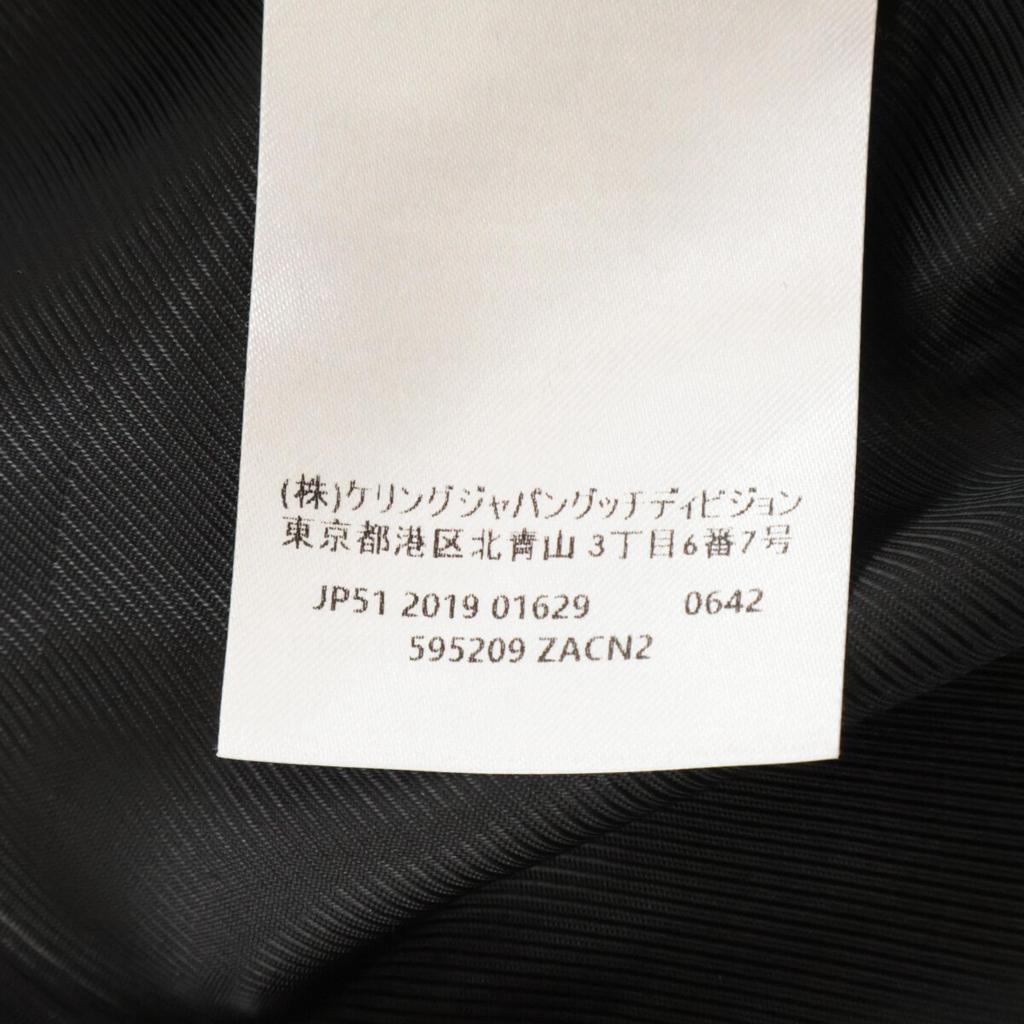 (株)ケリングジャパングッチディビジョン
東京都港区北青山 3丁目6番7号
JP51 2019 01629 0642
595209 ZACN2